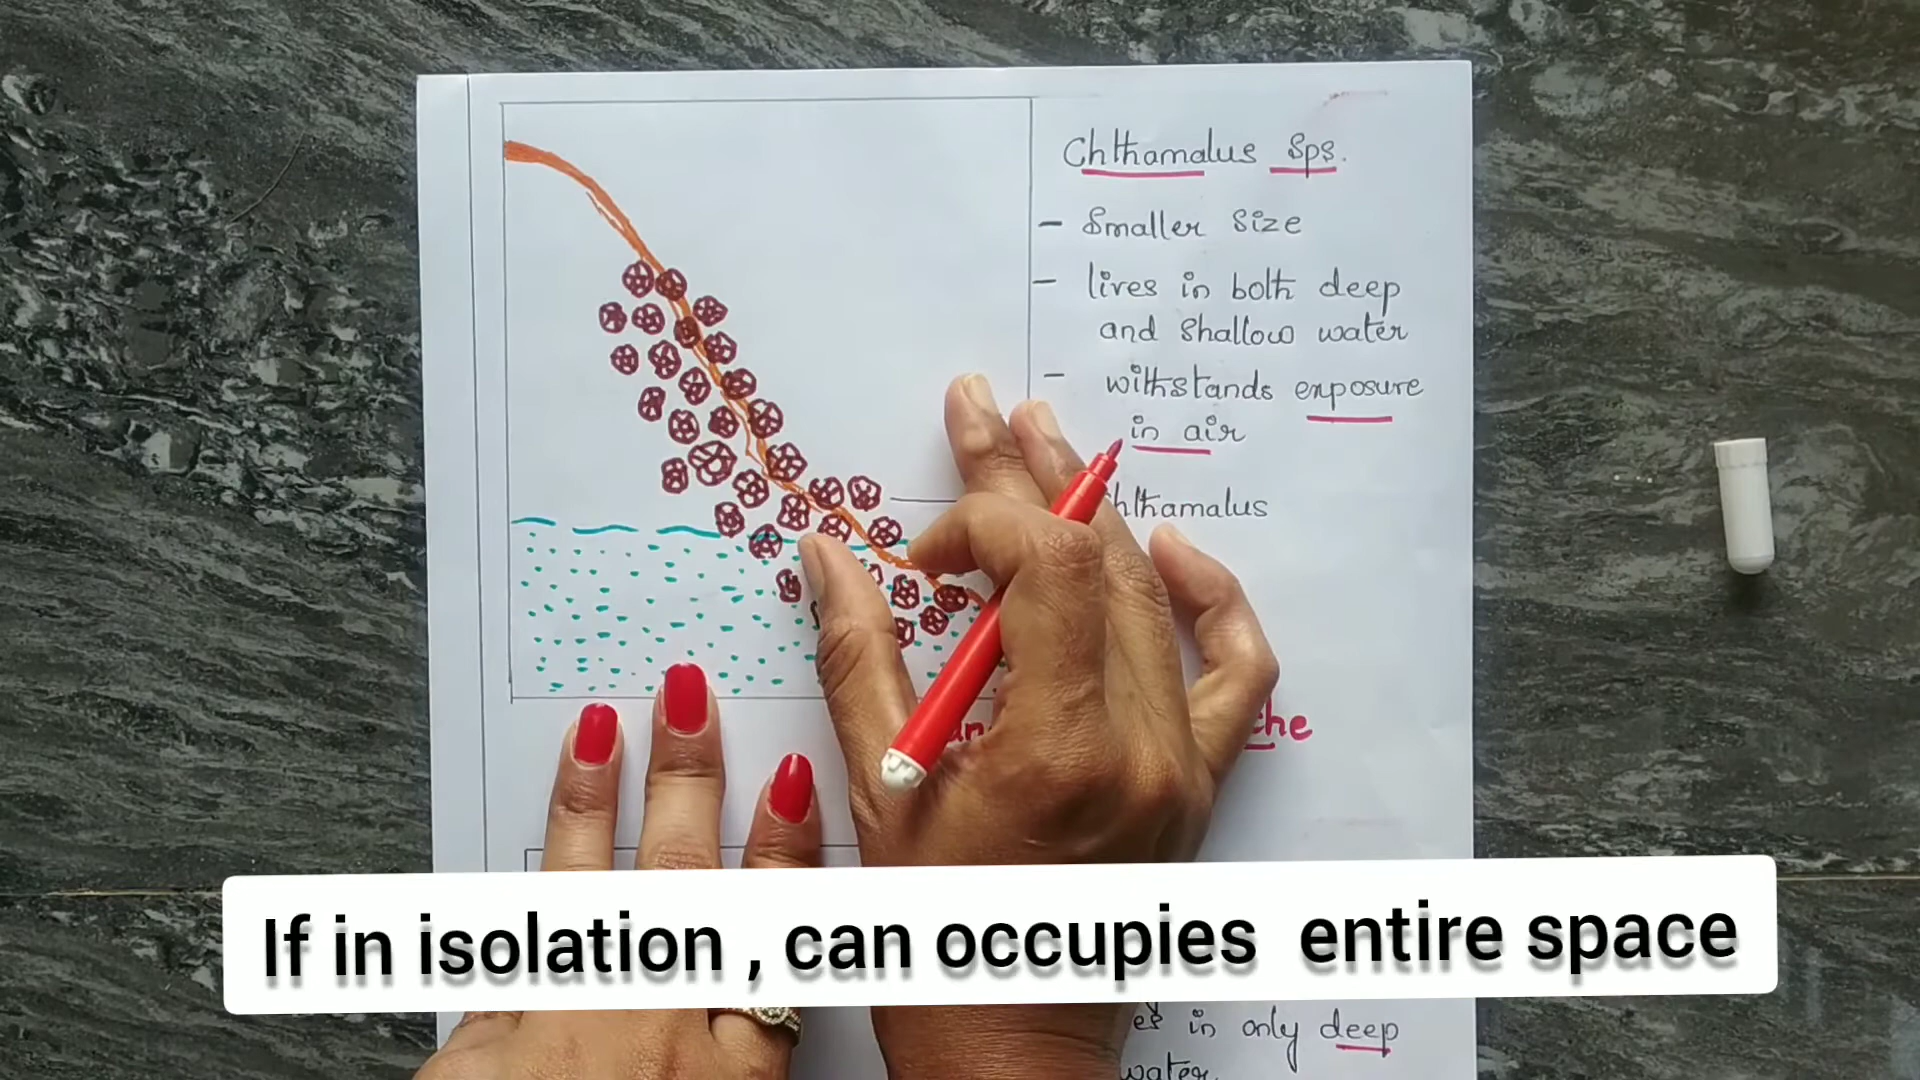 Chthamalus Sps.
- Smaller Size
- lives in both deep
and Shallow water
- withstands exposure
in air
hthamalus
If in isolation , can occupies entire space
in only deep
water.